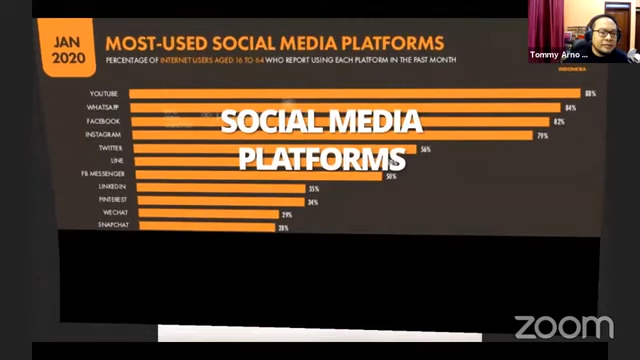 JAN
2020
MOST-USED SOCIAL MEDIA PLATFORMS
PERCENTAGE OF INTERNET USERS AGED 16 TO 64 WHO REPORT USING EACH PLATFORM IN THE PAST MONTH
INDONESIA
Tommy Arno
YOUTUBE 88%
WHATSAPP 84%
FACEBOOK 82%
INSTAGRAM 79%
TWITTER 56%
LINE
FB MESSENGER 50%
LINKEDIN 35%
PINTEREST 34%
WECHAT 29%
SNAPCHAT 28%
SOCIAL MEDIA
PLATFORMS
zoom